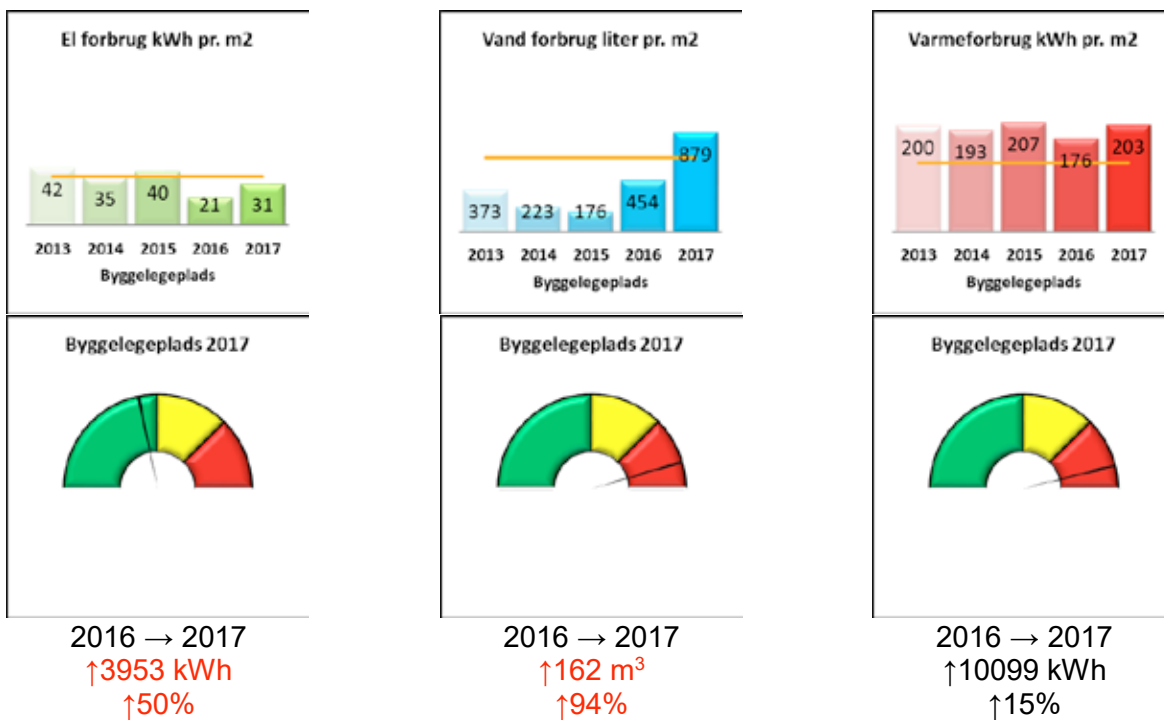 El forbrug kWh pr. m2
42 35 40 21 31
2013 2014 2015 2016 2017
Byggelegeplads
Vand forbrug liter pr. m2
373 223 176 454 879
2013 2014 2015 2016 2017
Byggelegeplads
Varmeforbrug kWh pr. m2
200 193 207 176 203
2013 2014 2015 2016 2017
Byggelegeplads
Byggelegeplads 2017
Byggelegeplads 2017
Byggelegeplads 2017
2016 → 2017
↑3953 kWh
↑50%
2016 → 2017
↑162 m³
↑94%
2016 → 2017
↑10099 kWh
↑15%